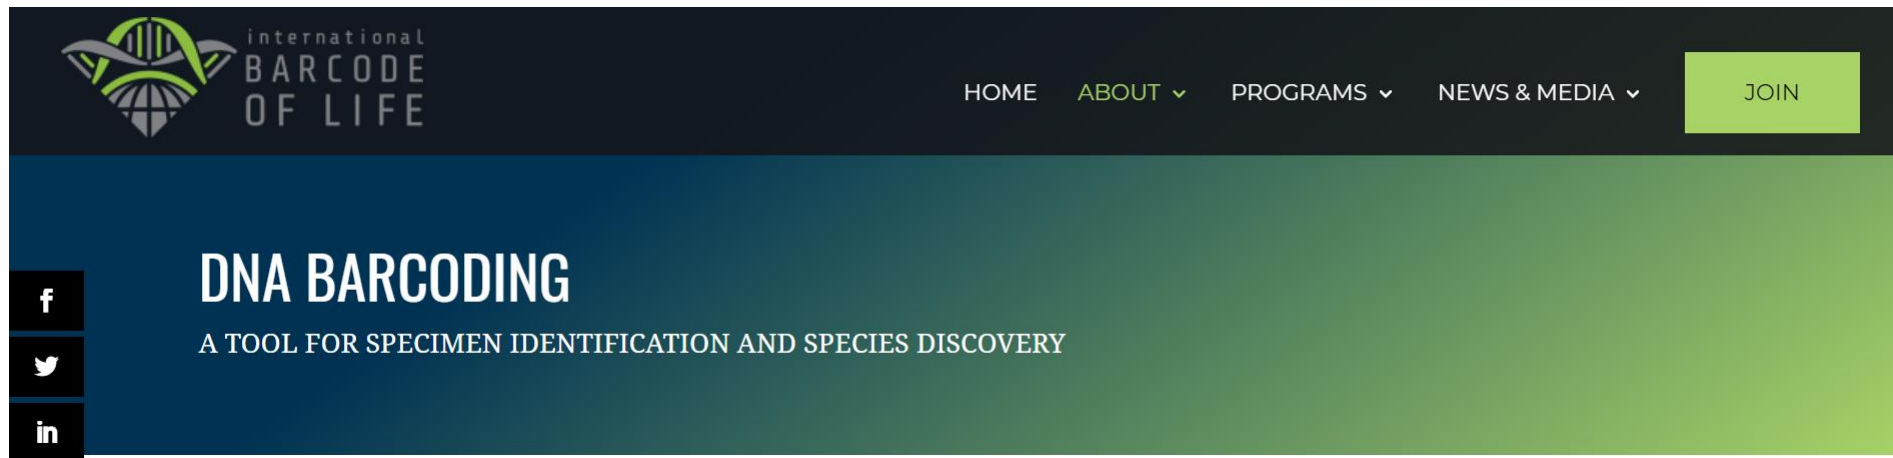 international
BARCODE
OF LIFE
HOME ABOUT PROGRAMS NEWS & MEDIA JOIN
DNA BARCODING
A TOOL FOR SPECIMEN IDENTIFICATION AND SPECIES DISCOVERY
f
in